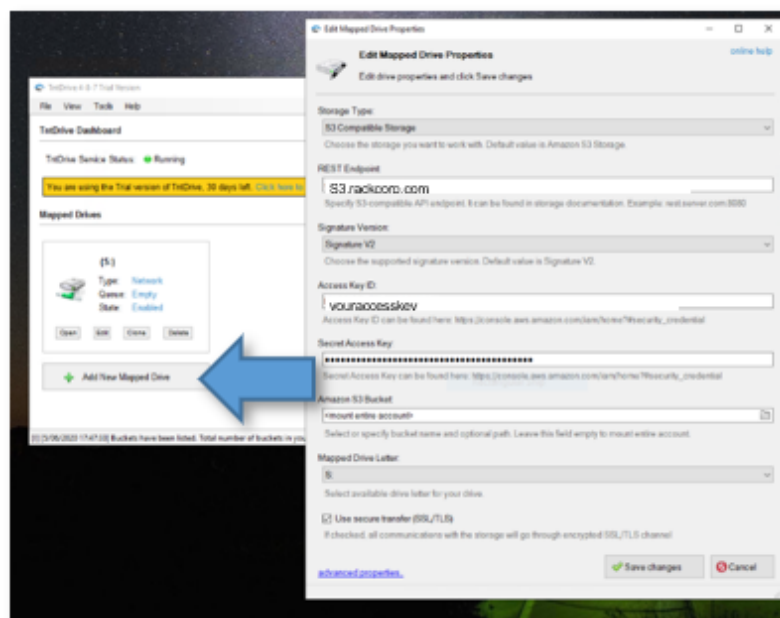 TntDrive 4-8-7 Trial Version
File View Tools Help
TntDrive Dashboard
TntDrive Service Status: Running
You are using the Trial version of TntDrive, 30 days left. Click here to
Mapped Drives
(S:)
Type: Network
Queue: Empty
State: Enabled
Open Edit Clone Delete
Add New Mapped Drive
[0] [5/06/2020 17:47:33] Buckets have been listed. Total number of buckets in you
Edit Mapped Drive Properties
Edit Mapped Drive Properties
online help
Edit drive properties and click Save changes
Storage Type:
S3 Compatible Storage
Choose the storage you want to work with. Default value is Amazon S3 Storage.
REST Endpoint:
S3.rackcorp.com
Specify S3-compatible API endpoint. It can be found in storage documentation. Example: rest.server.com:8080
Signature Version:
Signature V2
Choose the supported signature version. Default value is Signature V2.
Access Key ID:
youraccesskey
Access Key ID can be found here: https://console.aws.amazon.com/iam/home?#security_credential
Secret Access Key:
Secret Access Key can be found here: https://console.aws.amazon.com/iam/home?#security_credential
Amazon S3 Bucket:
<mount entire account>
Select or specify bucket name and optional path. Leave this field empty to mount entire account.
Mapped Drive Letter:
S:
Select available drive letter for your drive.
Use secure transfer (SSL/TLS)
If checked, all communications with the storage will go through encrypted SSL/TLS channel
advanced properties..
Save changes Cancel